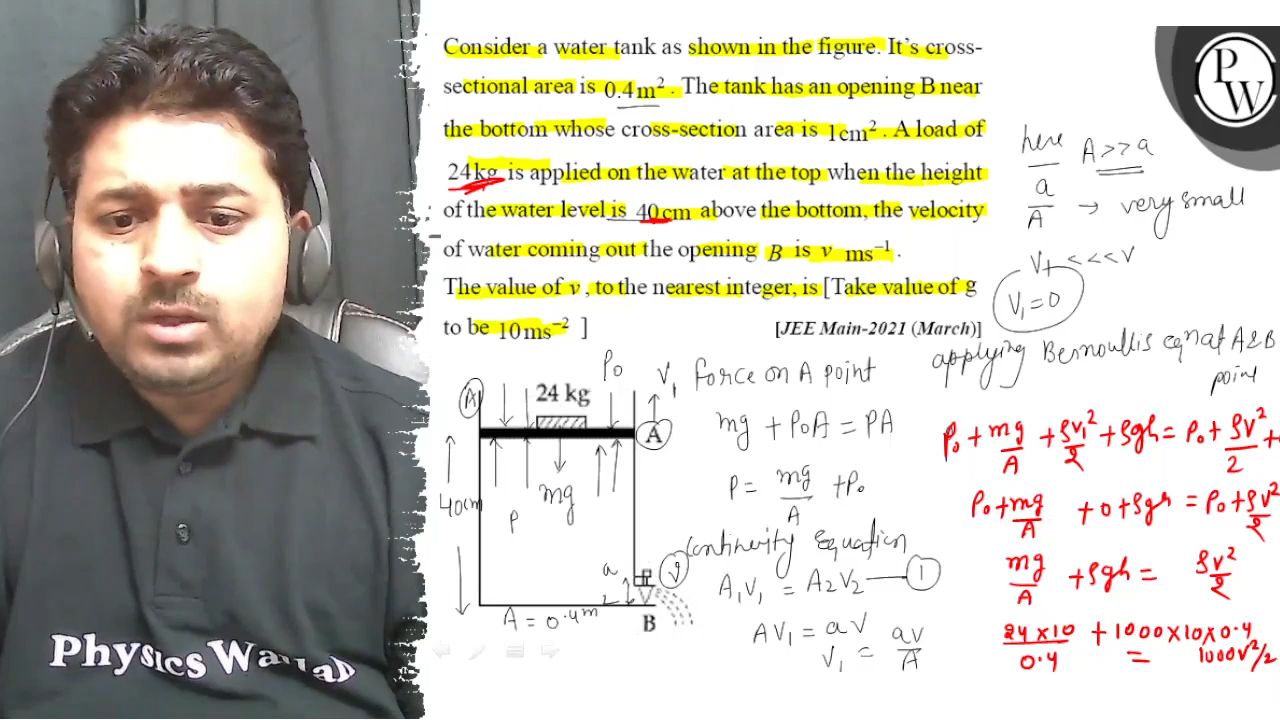 Consider a water tank as shown in the figure. It's cross-
sectional area is 0.4m². The tank has an opening B near
the bottom whose cross-section area is 1cm². A load of
24kg is applied on the water at the top when the height
of the water level is 40cm above the bottom, the velocity
of water coming out the opening B is v ms⁻¹.
The value of v, to the nearest integer, is [Take value of g
to be 10ms⁻² ]
[JEE Main-2021 (March)]
PW
here A>>a
a/A → very small
V₁ <<<V
V₁=0
applying Bernoullis eqn at A&B
point
P₀ + mg/A + ρv₁²/2 + ρgh = P₀ + ρv²/2 +
P₀ + mg/A + 0 + ρgh = P₀ + ρv²/2
mg/A + ρgh = ρv²/2
24×10/0.4 + 1000×10×0.4
= 1000v²/2
Force on A point
mg + P₀A = PA
P = mg/A + P₀
Continuity Equation
A₁V₁ = A₂V₂ — 1
AV₁ = aV
V₁ = av/A
A
P₀
V₁
24 kg
A
40cm
P
mg
a
v
A = 0.4m²
B
Physics Wallah